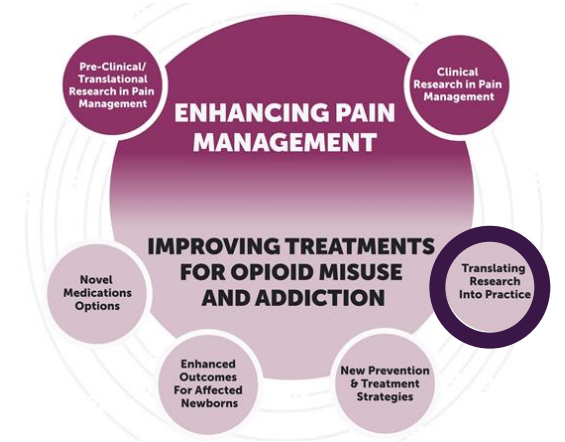 Pre-Clinical/
Translational
Research in Pain
Management
Clinical
Research in Pain
Management
ENHANCING PAIN
MANAGEMENT
IMPROVING TREATMENTS
FOR OPIOID MISUSE
AND ADDICTION
Novel
Medications
Options
Translating
Research
Into Practice
Enhanced
Outcomes
For Affected
Newborns
New Prevention
& Treatment
Strategies